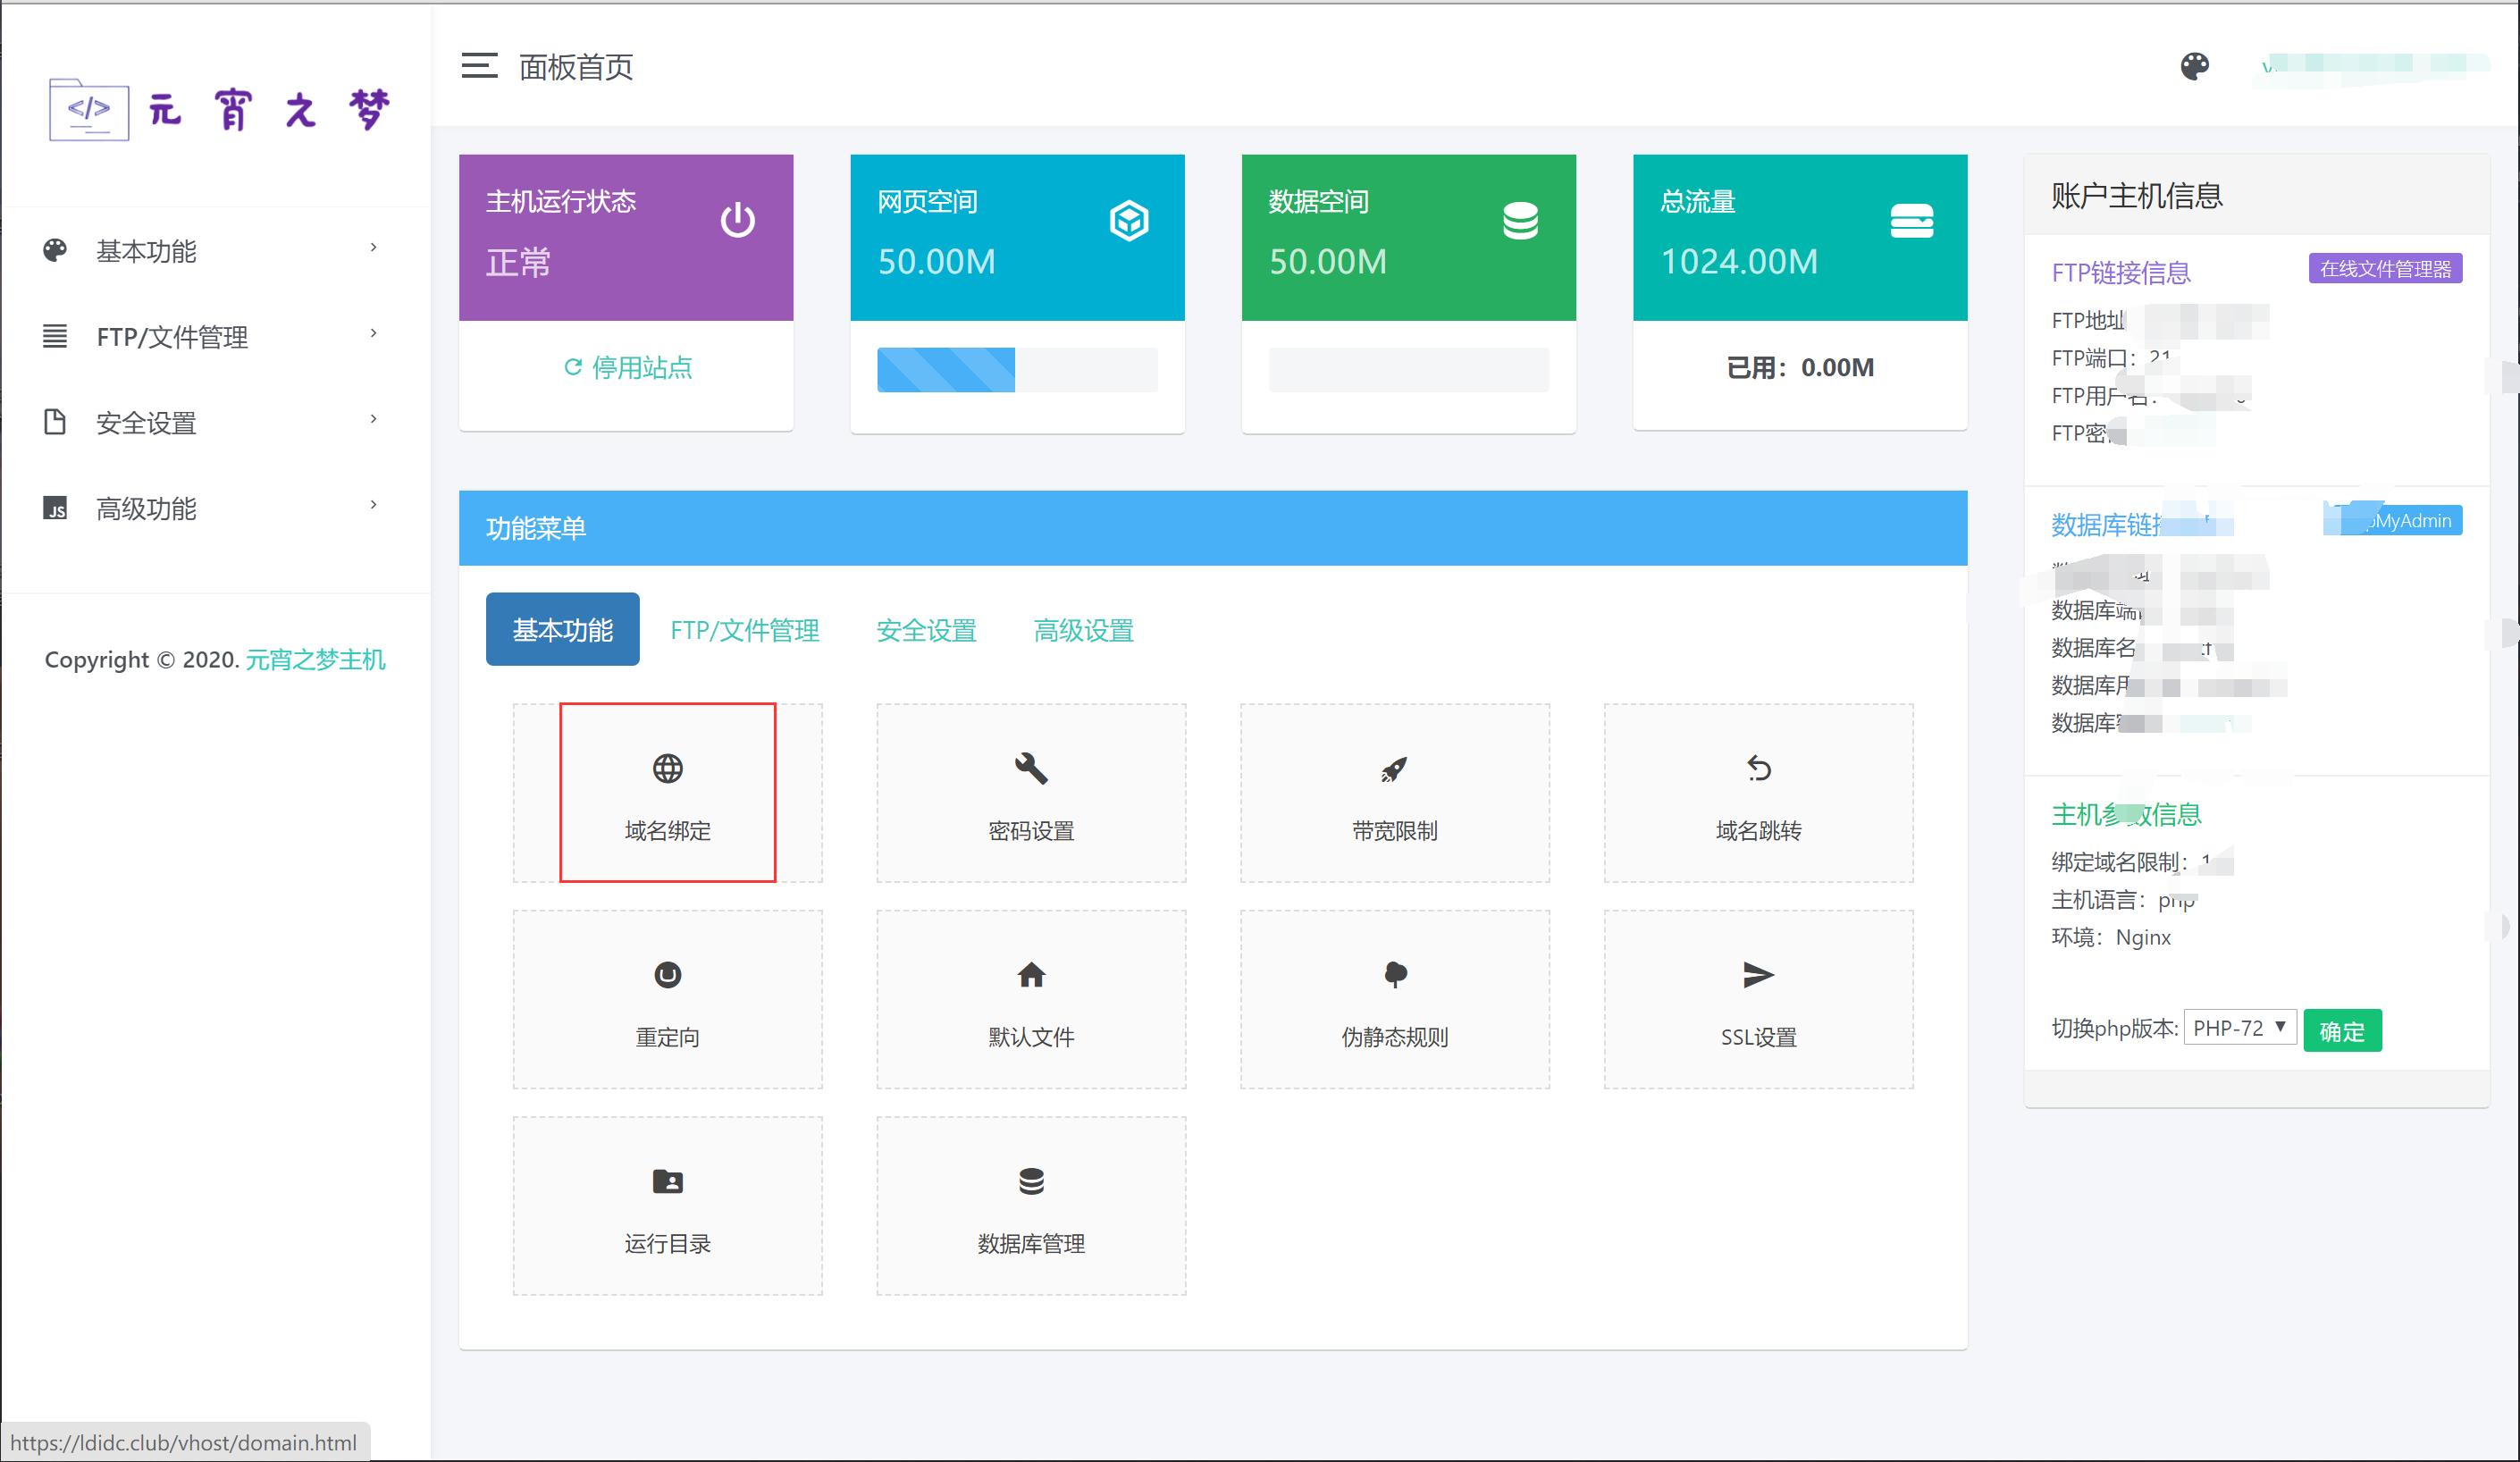 元宵之梦
基本功能
FTP/文件管理
安全设置
高级功能
Copyright © 2020. 元宵之梦主机
面板首页
主机运行状态
正常
停用站点
网页空间
50.00M
数据空间
50.00M
总流量
1024.00M
已用：0.00M
功能菜单
基本功能 FTP/文件管理 安全设置 高级设置
域名绑定 密码设置 带宽限制 域名跳转
重定向 默认文件 伪静态规则 SSL设置
运行目录 数据库管理
账户主机信息
FTP链接信息 在线文件管理器
FTP地址
FTP端口：21
FTP用户名：
FTP密
数据库链接 MyAdmin
数据库端
数据库名
数据库用
数据库
主机参数信息
绑定域名限制：
主机语言：php
环境：Nginx
切换php版本: PHP-72 确定
https://ldidc.club/vhost/domain.html